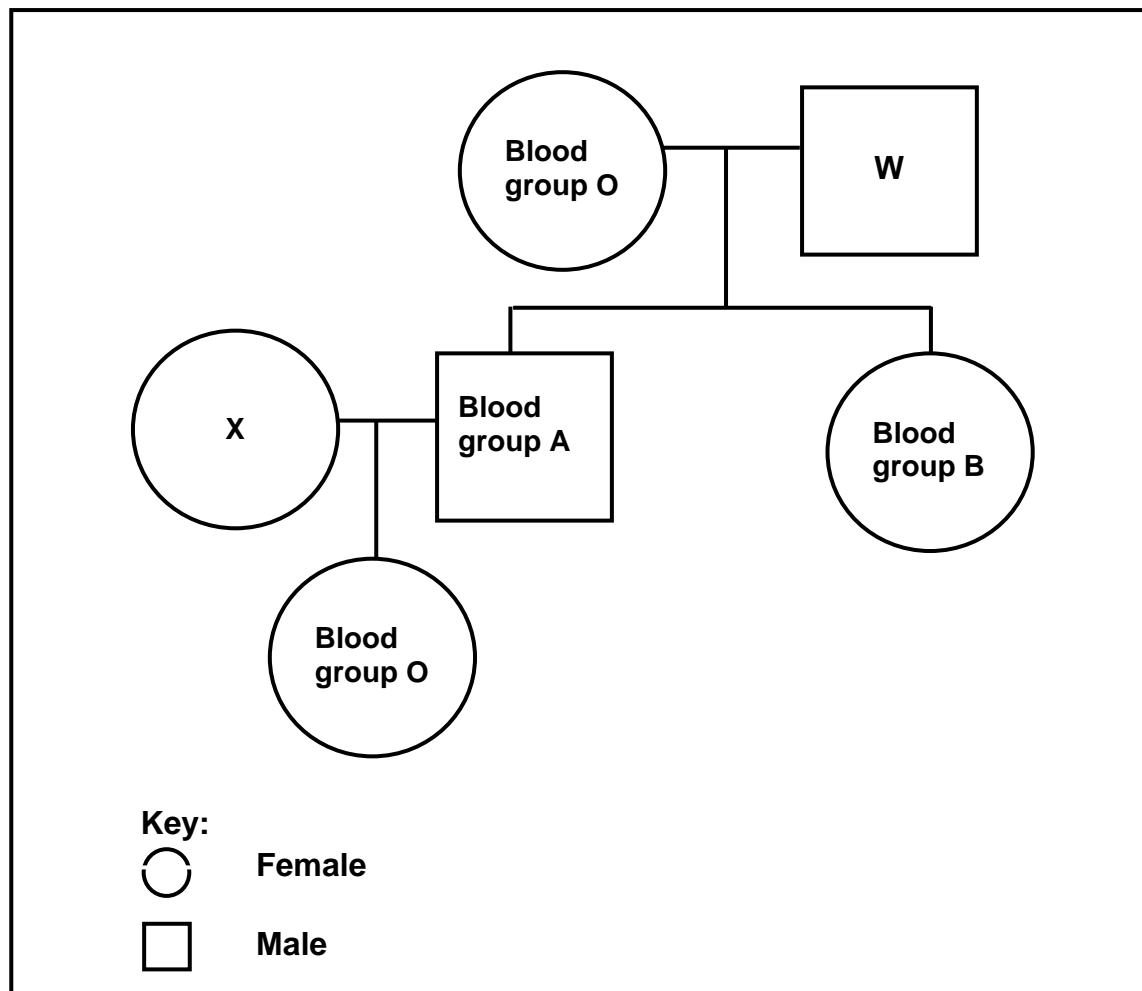 Blood
group O
W
X
Blood
group A
Blood
group B
Blood
group O
Key:
Female
Male